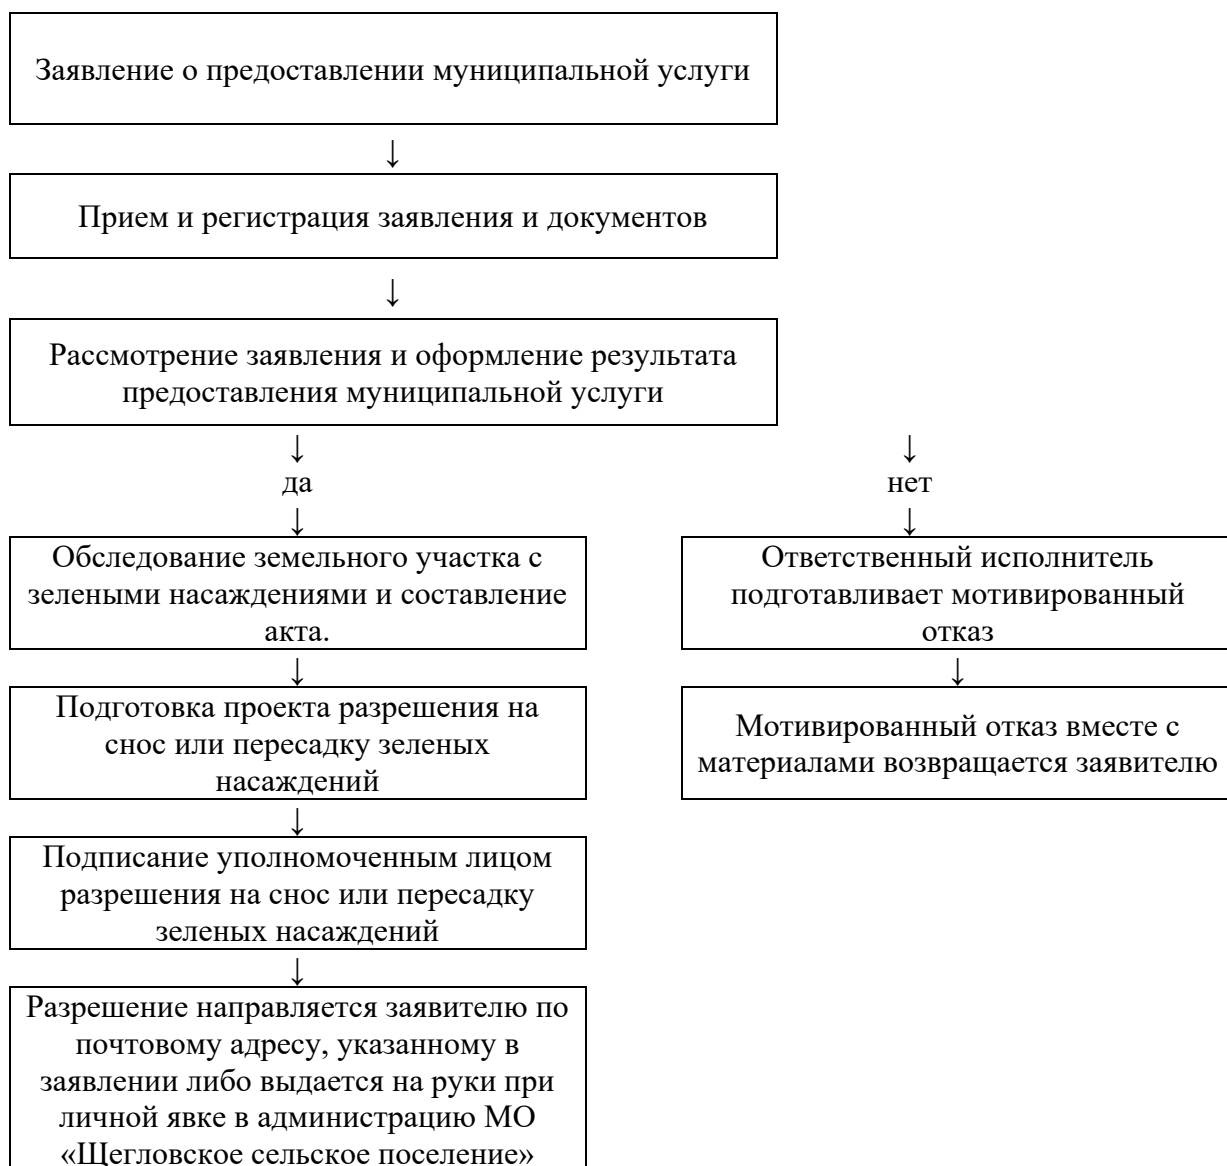 Заявление о предоставлении муниципальной услуги
↓
Прием и регистрация заявления и документов
↓
Рассмотрение заявления и оформление результата
предоставления муниципальной услуги
↓
да
↓
Обследование земельного участка с
зелеными насаждениями и составление
акта.
↓
Подготовка проекта разрешения на
снос или пересадку зеленых
насаждений
↓
Подписание уполномоченным лицом
разрешения на снос или пересадку
зеленых насаждений
↓
Разрешение направляется заявителю по
почтовому адресу, указанному в
заявлении либо выдается на руки при
личной явке в администрацию МО
«Щегловское сельское поселение»
↓
нет
↓
Ответственный исполнитель
подготавливает мотивированный
отказ
↓
Мотивированный отказ вместе с
материалами возвращается заявителю